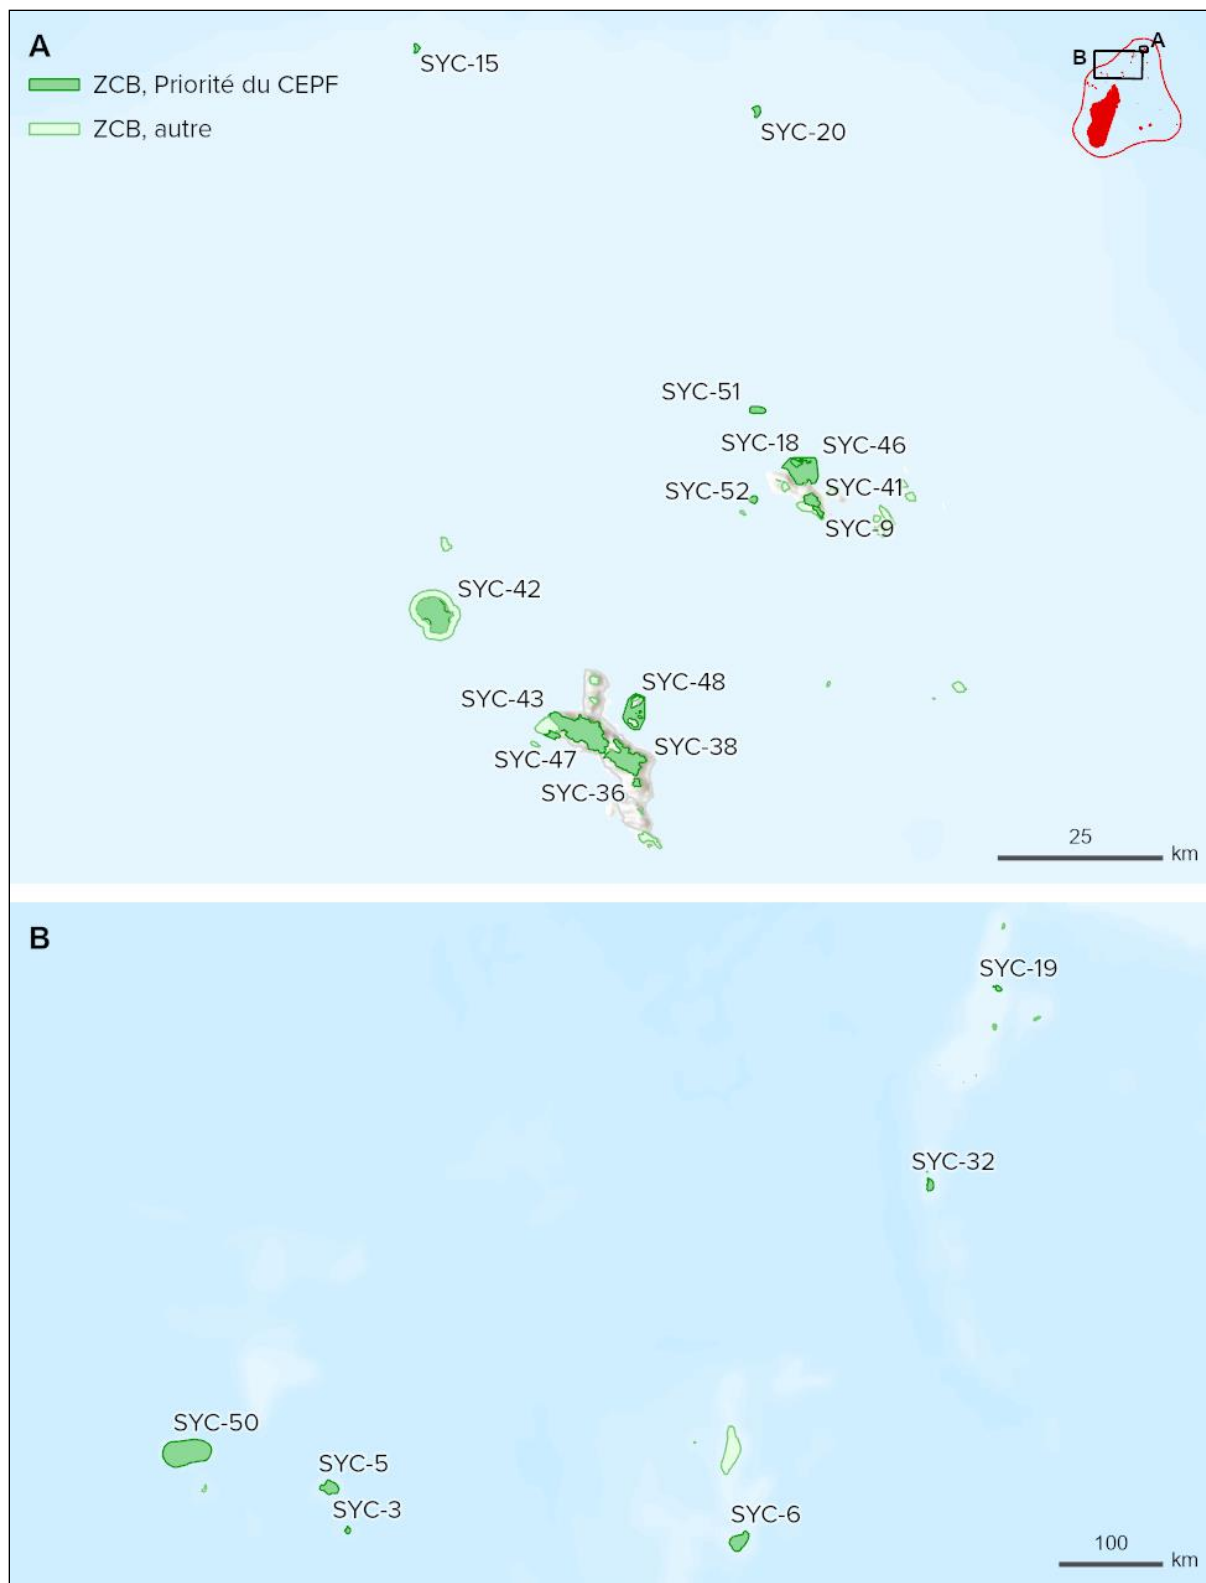 A
ZCB, Priorité du CEPF
ZCB, autre
SYC-15
SYC-20
A
B
SYC-51
SYC-18
SYC-46
SYC-52
SYC-41
SYC-9
SYC-42
SYC-48
SYC-43
SYC-38
SYC-47
SYC-36
25
km
B
SYC-19
SYC-32
SYC-50
SYC-5
SYC-3
SYC-6
100
km